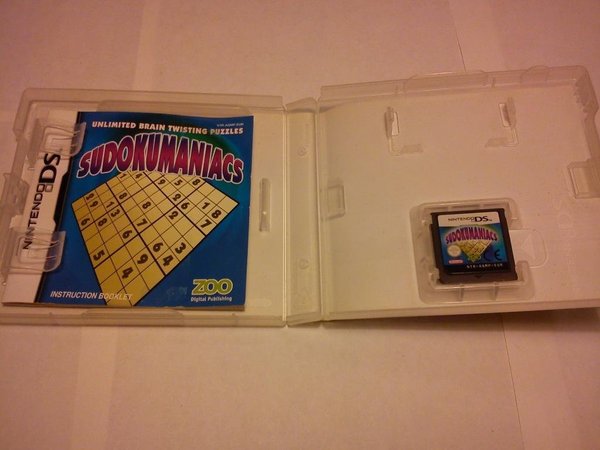 UNLIMITED BRAIN TWISTING PUZZLES
SUDOKUMANIACS
NINTENDO DS
ZOO
Digital Publishing
INSTRUCTION BOOKLET
NINTENDO DS
SUDOKUMANIACS